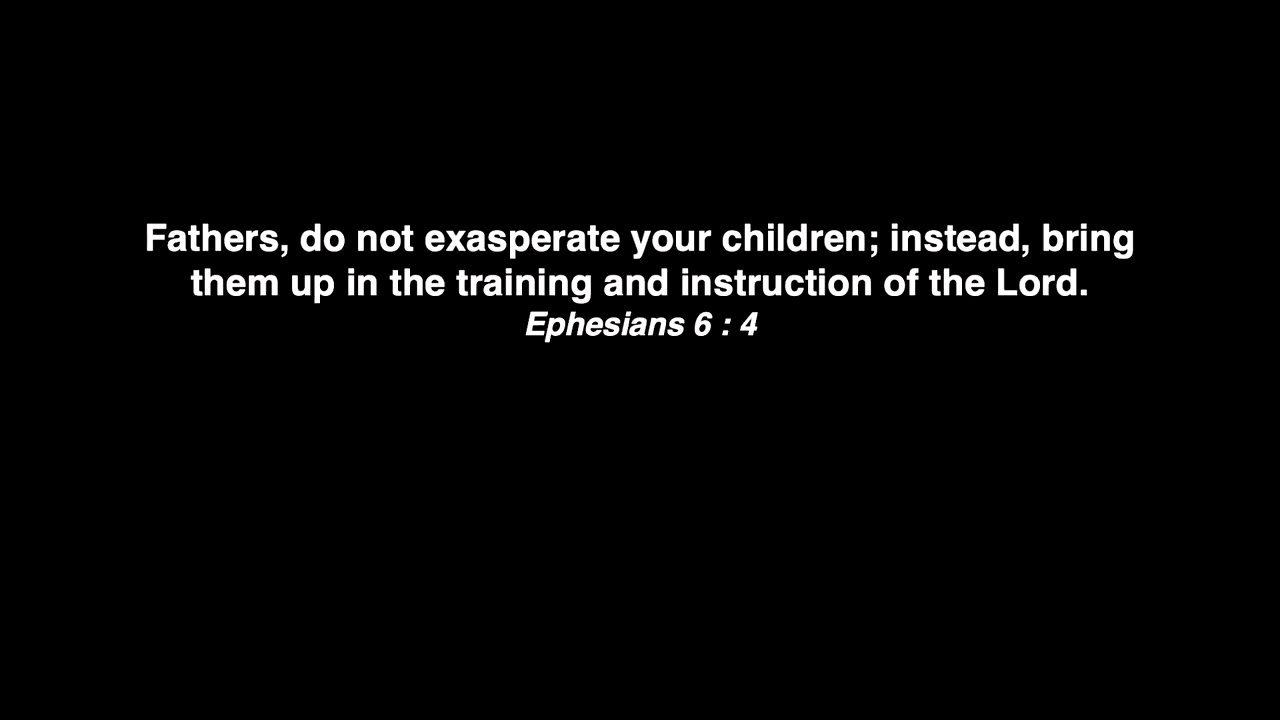 Fathers, do not exasperate your children; instead, bring
them up in the training and instruction of the Lord.
Ephesians 6 : 4